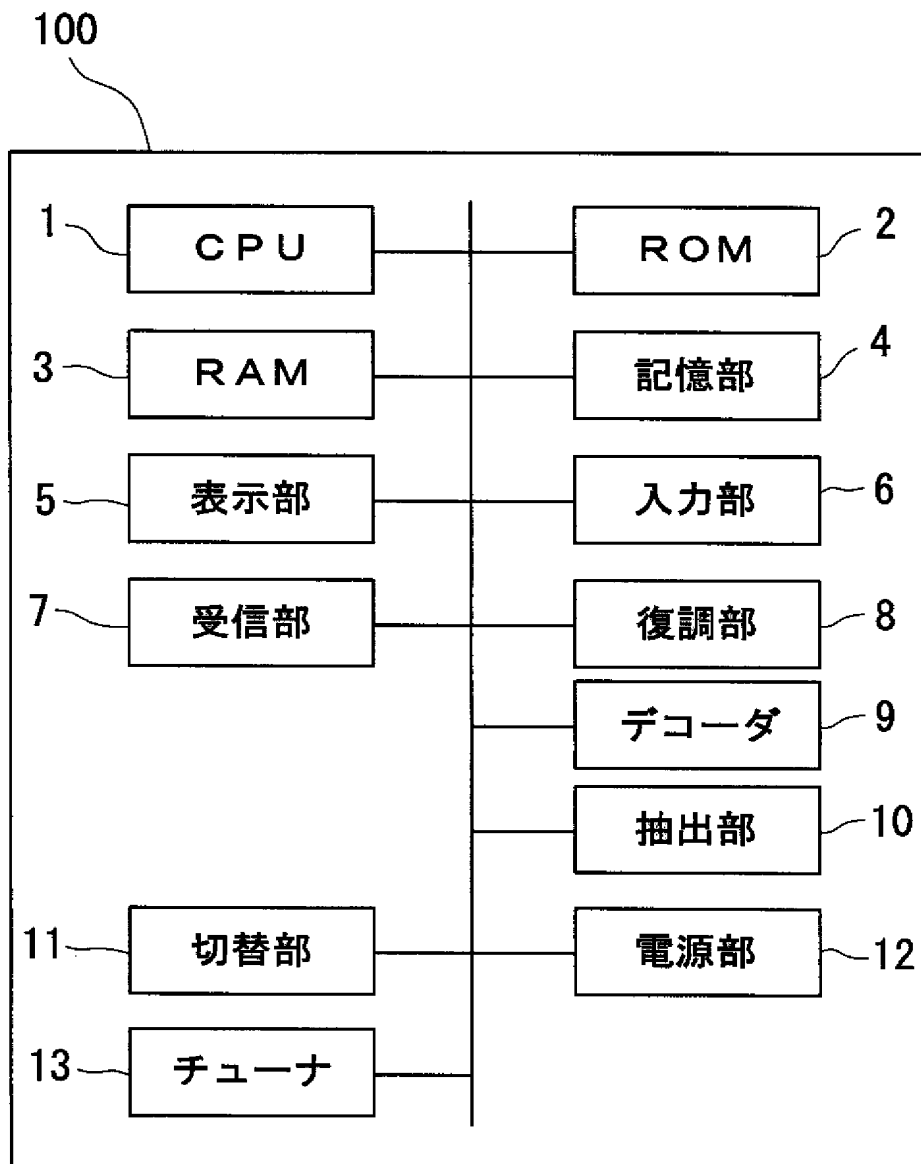 100
1 CPU ROM 2
3 RAM 記憶部 4
5 表示部 入力部 6
7 受信部 復調部 8
デコーダ 9
抽出部 10
11 切替部 電源部 12
13 チューナ